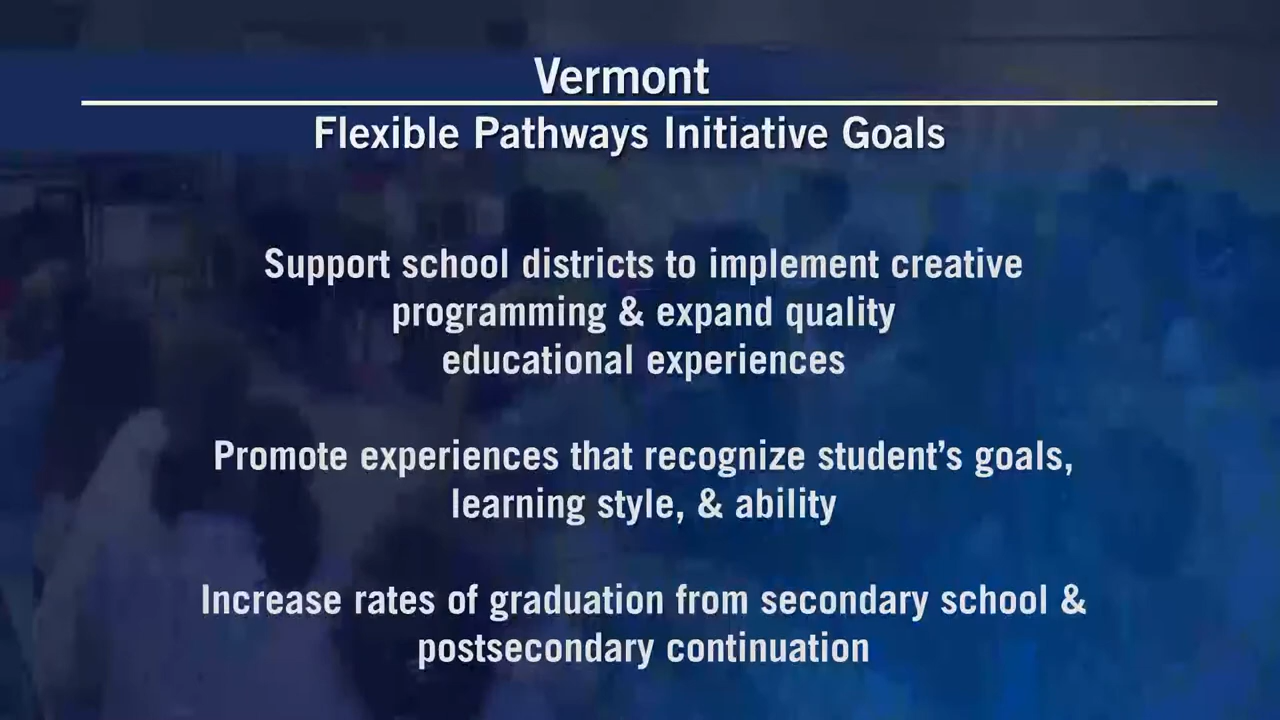 Vermont
Flexible Pathways Initiative Goals
Support school districts to implement creative
programming & expand quality
educational experiences
Promote experiences that recognize student’s goals,
learning style, & ability
Increase rates of graduation from secondary school &
postsecondary continuation